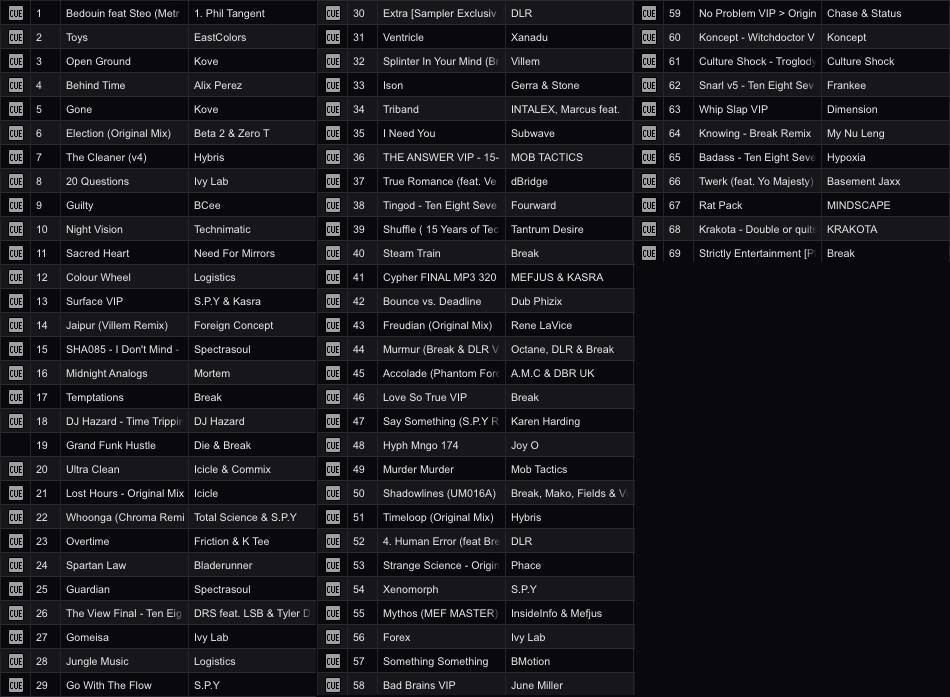 CUE 1 Bedouin feat Steo (Metr 1. Phil Tangent
CUE 2 Toys EastColors
CUE 3 Open Ground Kove
CUE 4 Behind Time Alix Perez
CUE 5 Gone Kove
CUE 6 Election (Original Mix) Beta 2 & Zero T
CUE 7 The Cleaner (v4) Hybris
CUE 8 20 Questions Ivy Lab
CUE 9 Guilty BCee
CUE 10 Night Vision Technimatic
CUE 11 Sacred Heart Need For Mirrors
CUE 12 Colour Wheel Logistics
CUE 13 Surface VIP S.P.Y & Kasra
CUE 14 Jaipur (Villem Remix) Foreign Concept
CUE 15 SHA085 - I Don't Mind - Spectrasoul
CUE 16 Midnight Analogs Mortem
CUE 17 Temptations Break
CUE 18 DJ Hazard - Time Trippin DJ Hazard
19 Grand Funk Hustle Die & Break
CUE 20 Ultra Clean Icicle & Commix
CUE 21 Lost Hours - Original Mix Icicle
CUE 22 Whoonga (Chroma Remi Total Science & S.P.Y
CUE 23 Overtime Friction & K Tee
CUE 24 Spartan Law Bladerunner
CUE 25 Guardian Spectrasoul
CUE 26 The View Final - Ten Eig DRS feat. LSB & Tyler D
CUE 27 Gomeisa Ivy Lab
CUE 28 Jungle Music Logistics
CUE 29 Go With The Flow S.P.Y
CUE 30 Extra [Sampler Exclusiv DLR
CUE 31 Ventricle Xanadu
CUE 32 Splinter In Your Mind (Br Villem
CUE 33 Ison Gerra & Stone
CUE 34 Triband INTALEX, Marcus feat.
CUE 35 I Need You Subwave
CUE 36 THE ANSWER VIP - 15- MOB TACTICS
CUE 37 True Romance (feat. Ve dBridge
CUE 38 Tingod - Ten Eight Seve Fourward
CUE 39 Shuffle ( 15 Years of Tec Tantrum Desire
CUE 40 Steam Train Break
CUE 41 Cypher FINAL MP3 320 MEFJUS & KASRA
CUE 42 Bounce vs. Deadline Dub Phizix
CUE 43 Freudian (Original Mix) Rene LaVice
CUE 44 Murmur (Break & DLR V Octane, DLR & Break
CUE 45 Accolade (Phantom Forc A.M.C & DBR UK
CUE 46 Love So True VIP Break
CUE 47 Say Something (S.P.Y R Karen Harding
CUE 48 Hyph Mngo 174 Joy O
CUE 49 Murder Murder Mob Tactics
CUE 50 Shadowlines (UM016A) Break, Mako, Fields & Vi
CUE 51 Timeloop (Original Mix) Hybris
CUE 52 4. Human Error (feat Bre DLR
CUE 53 Strange Science - Origin Phace
CUE 54 Xenomorph S.P.Y
CUE 55 Mythos (MEF MASTER) InsideInfo & Mefjus
CUE 56 Forex Ivy Lab
CUE 57 Something Something BMotion
CUE 58 Bad Brains VIP June Miller
CUE 59 No Problem VIP > Origin Chase & Status
CUE 60 Koncept - Witchdoctor V Koncept
CUE 61 Culture Shock - Troglody Culture Shock
CUE 62 Snarl v5 - Ten Eight Sev Frankee
CUE 63 Whip Slap VIP Dimension
CUE 64 Knowing - Break Remix My Nu Leng
CUE 65 Badass - Ten Eight Seve Hypoxia
CUE 66 Twerk (feat. Yo Majesty) Basement Jaxx
CUE 67 Rat Pack MINDSCAPE
CUE 68 Krakota - Double or quits KRAKOTA
CUE 69 Strictly Entertainment [Pl Break